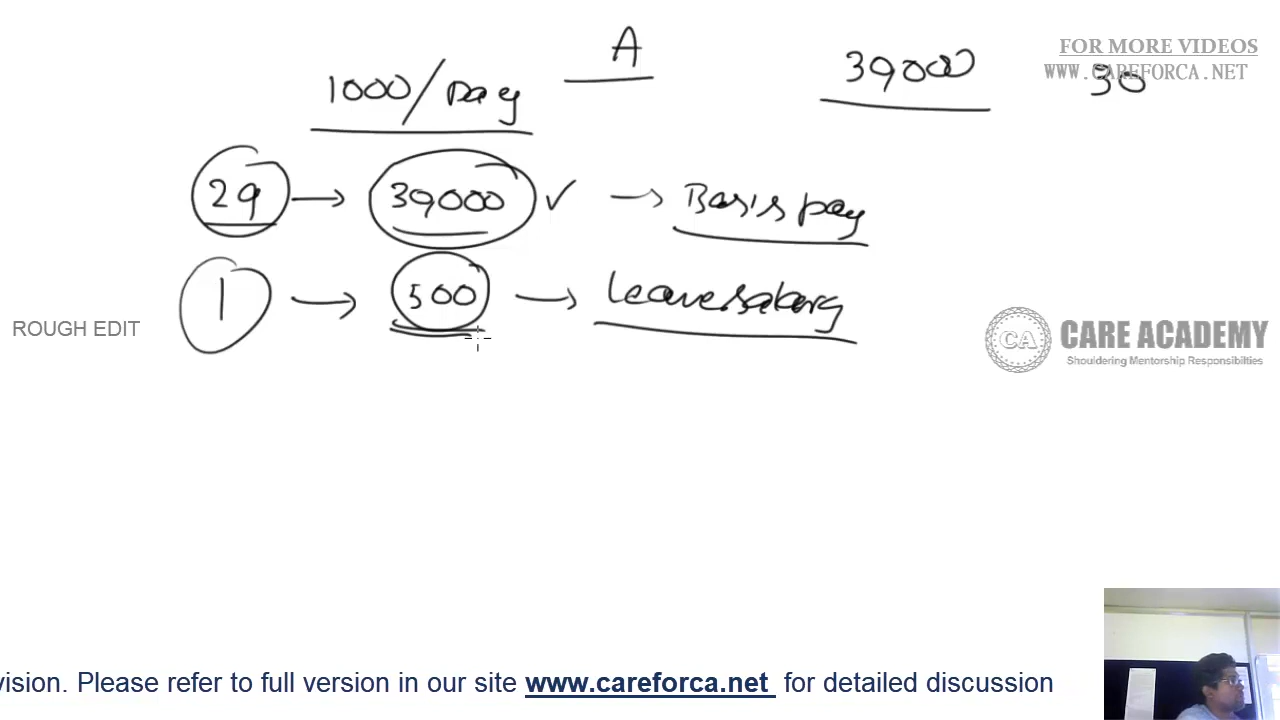 A
39000
30
FOR MORE VIDEOS
WWW.CAREFORCA.NET
1000/Day
29 → 39000 ✓ → Basis pay
1 → 500 → Leave salary
ROUGH EDIT
CA
CARE ACADEMY
Shouldering Mentorship Responsibilties
vision. Please refer to full version in our site www.careforca.net for detailed discussion